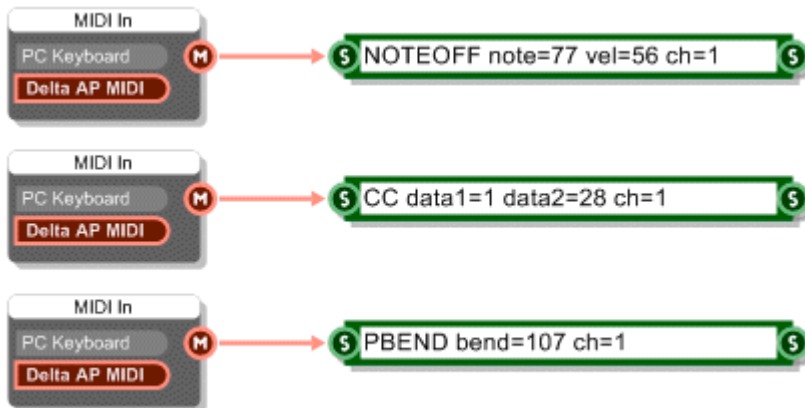 MIDI In
PC Keyboard M S NOTEOFF note=77 vel=56 ch=1 S
Delta AP MIDI
MIDI In
PC Keyboard M S CC data1=1 data2=28 ch=1 S
Delta AP MIDI
MIDI In
PC Keyboard M S PBEND bend=107 ch=1 S
Delta AP MIDI